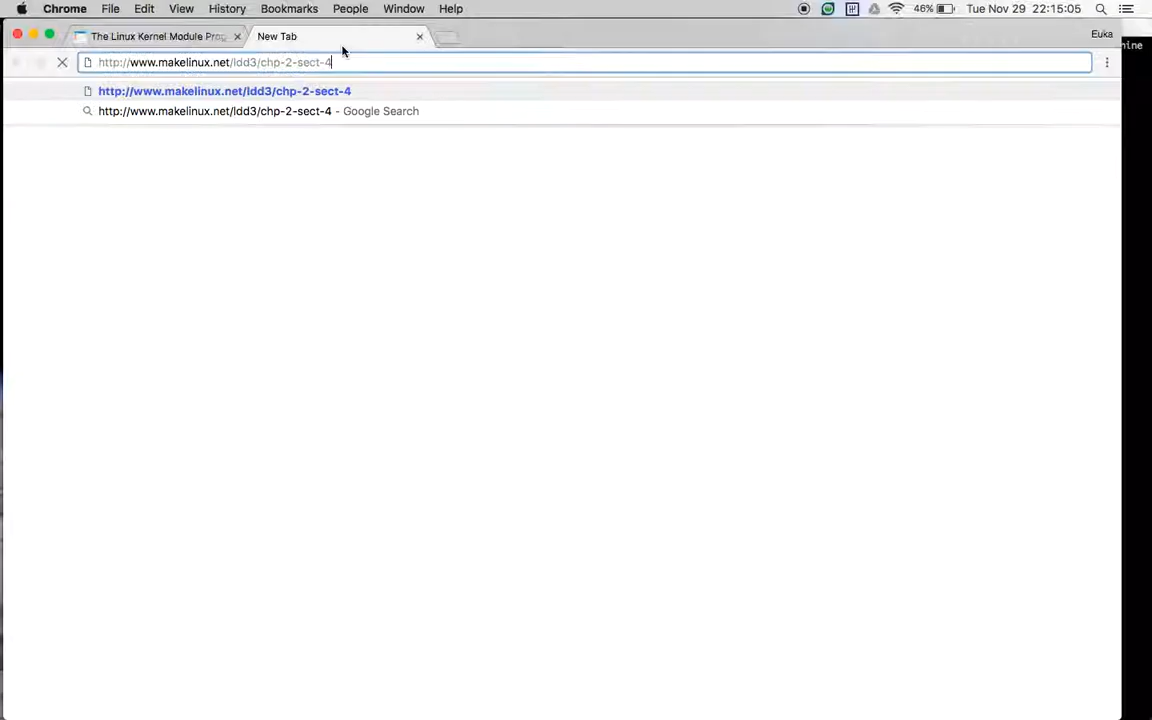 Chrome File Edit View History Bookmarks People Window Help 46% Tue Nov 29 22:15:05
The Linux Kernel Module Prog New Tab Euka
http://www.makelinux.net/ldd3/chp-2-sect-4
http://www.makelinux.net/ldd3/chp-2-sect-4
http://www.makelinux.net/ldd3/chp-2-sect-4 - Google Search